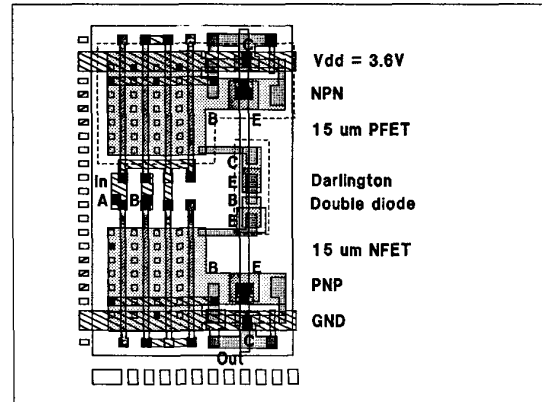 C
Vdd = 3.6V
NPN
B E
15 um PFET
C
In E Darlington
A B B Double diode
E
15 um NFET
B E
PNP
GND
C
Out